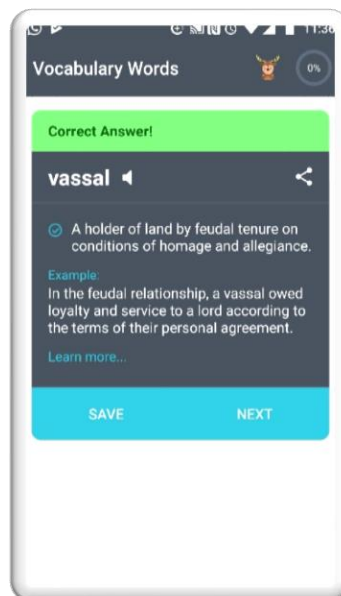 11:36
Vocabulary Words
0%
Correct Answer!
vassal
A holder of land by feudal tenure on
conditions of homage and allegiance.
Example:
In the feudal relationship, a vassal owed
loyalty and service to a lord according to
the terms of their personal agreement.
Learn more...
SAVE NEXT